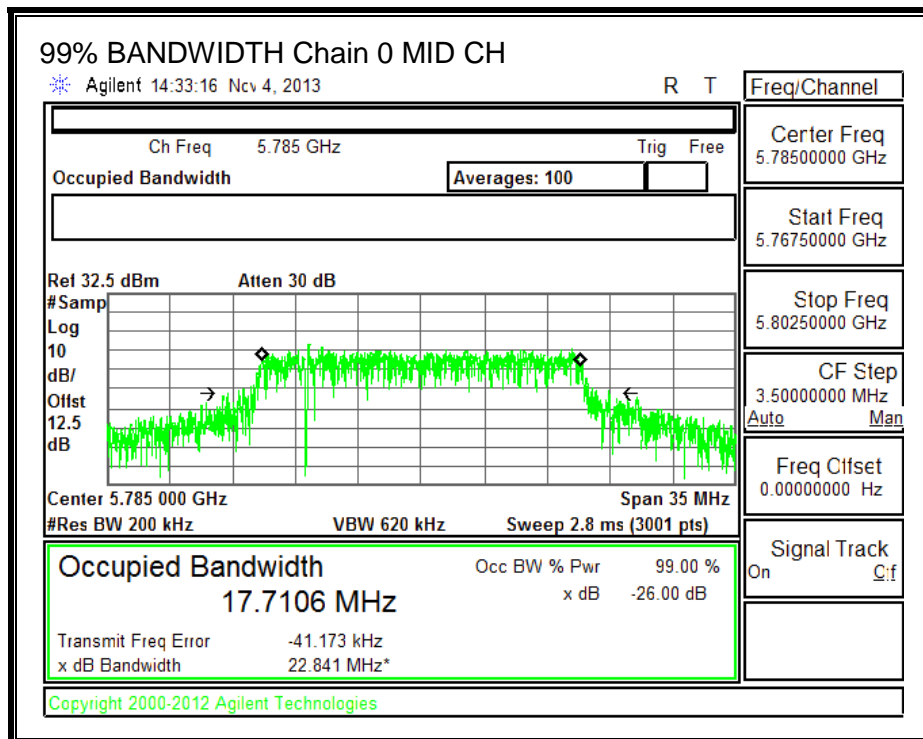 99% BANDWIDTH Chain 0 MID CH
Agilent 14:33:16 Nov 4, 2013 R T
Freq/Channel
Ch Freq 5.785 GHz Trig Free
Occupied Bandwidth Averages: 100
Center Freq
5.78500000 GHz
Start Freq
5.76750000 GHz
Stop Freq
5.80250000 GHz
CF Step
3.50000000 MHz
Auto Man
Freq Offset
0.00000000 Hz
Signal Track
On Off
Ref 32.5 dBm Atten 30 dB
#Samp
Log
10
dB/
Offst
12.5
dB
Center 5.785 000 GHz Span 35 MHz
#Res BW 200 kHz VBW 620 kHz Sweep 2.8 ms (3001 pts)
Occupied Bandwidth Occ BW % Pwr 99.00 %
17.7106 MHz x dB -26.00 dB
Transmit Freq Error -41.173 kHz
x dB Bandwidth 22.841 MHz*
Copyright 2000-2012 Agilent Technologies